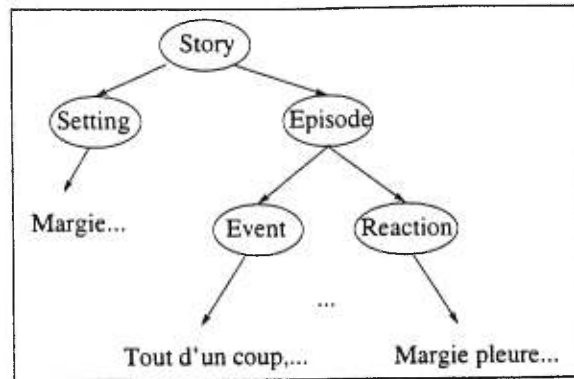 Story
Setting Episode
Margie... Event Reaction
...
Tout d'un coup,... Margie pleure...